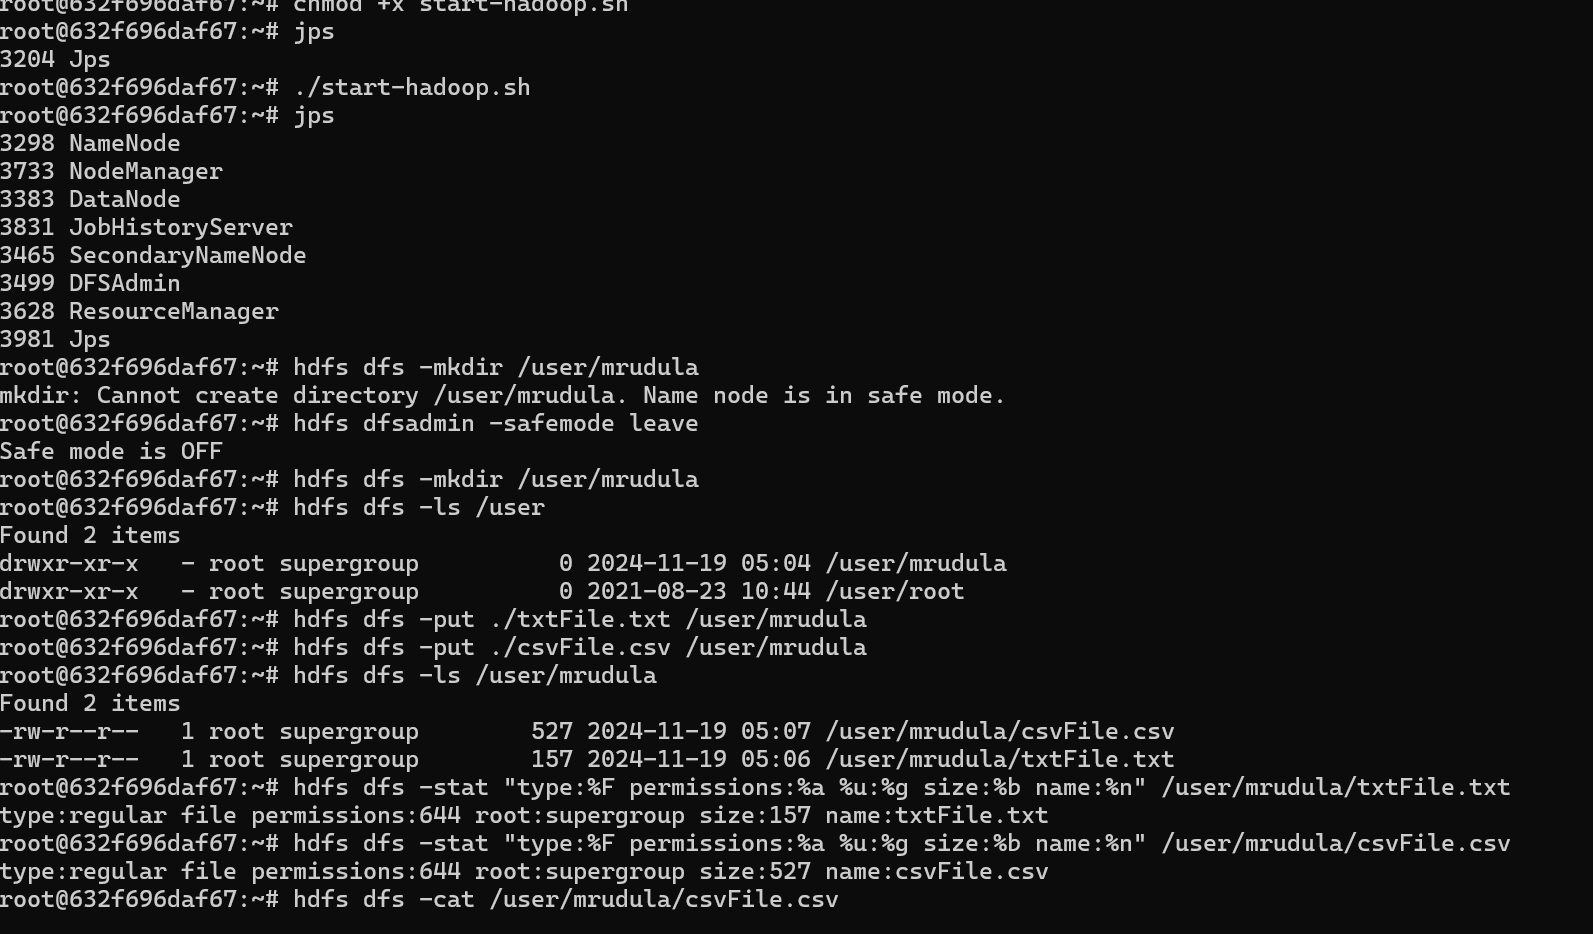 root@632f696daf67:~# chmod +x start-hadoop.sh
root@632f696daf67:~# jps
3204 Jps
root@632f696daf67:~# ./start-hadoop.sh
root@632f696daf67:~# jps
3298 NameNode
3733 NodeManager
3383 DataNode
3831 JobHistoryServer
3465 SecondaryNameNode
3499 DFSAdmin
3628 ResourceManager
3981 Jps
root@632f696daf67:~# hdfs dfs -mkdir /user/mrudula
mkdir: Cannot create directory /user/mrudula. Name node is in safe mode.
root@632f696daf67:~# hdfs dfsadmin -safemode leave
Safe mode is OFF
root@632f696daf67:~# hdfs dfs -mkdir /user/mrudula
root@632f696daf67:~# hdfs dfs -ls /user
Found 2 items
drwxr-xr-x   - root supergroup          0 2024-11-19 05:04 /user/mrudula
drwxr-xr-x   - root supergroup          0 2021-08-23 10:44 /user/root
root@632f696daf67:~# hdfs dfs -put ./txtFile.txt /user/mrudula
root@632f696daf67:~# hdfs dfs -put ./csvFile.csv /user/mrudula
root@632f696daf67:~# hdfs dfs -ls /user/mrudula
Found 2 items
-rw-r--r--   1 root supergroup        527 2024-11-19 05:07 /user/mrudula/csvFile.csv
-rw-r--r--   1 root supergroup        157 2024-11-19 05:06 /user/mrudula/txtFile.txt
root@632f696daf67:~# hdfs dfs -stat "type:%F permissions:%a %u:%g size:%b name:%n" /user/mrudula/txtFile.txt
type:regular file permissions:644 root:supergroup size:157 name:txtFile.txt
root@632f696daf67:~# hdfs dfs -stat "type:%F permissions:%a %u:%g size:%b name:%n" /user/mrudula/csvFile.csv
type:regular file permissions:644 root:supergroup size:527 name:csvFile.csv
root@632f696daf67:~# hdfs dfs -cat /user/mrudula/csvFile.csv